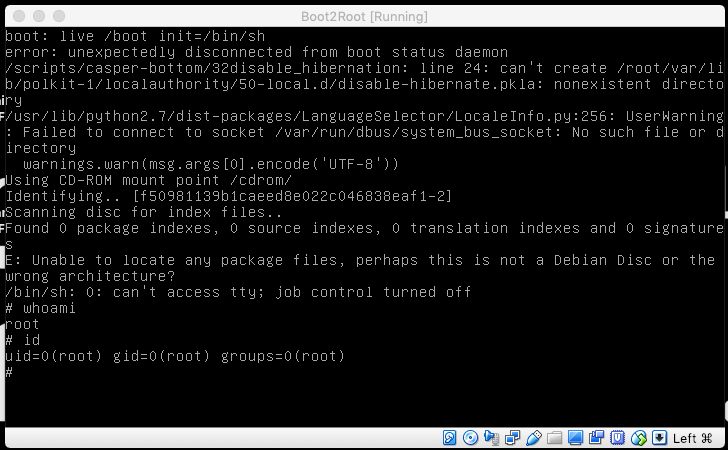 Boot2Root [Running]
boot: live /boot init=/bin/sh
error: unexpectedly disconnected from boot status daemon
/scripts/casper-bottom/32disable_hibernation: line 24: can't create /root/var/li
b/polkit-1/localauthority/50-local.d/disable-hibernate.pkla: nonexistent directo
ry
/usr/lib/python2.7/dist-packages/LanguageSelector/LocaleInfo.py:256: UserWarning
: Failed to connect to socket /var/run/dbus/system_bus_socket: No such file or d
irectory
  warnings.warn(msg.args[0].encode('UTF-8'))
Using CD-ROM mount point /cdrom/
Identifying.. [f50981139b1caeed8e022c046838eaf1-2]
Scanning disc for index files..
Found 0 package indexes, 0 source indexes, 0 translation indexes and 0 signature
s
E: Unable to locate any package files, perhaps this is not a Debian Disc or the
wrong architecture?
/bin/sh: 0: can't access tty; job control turned off
# whoami
root
# id
uid=0(root) gid=0(root) groups=0(root)
#
Left ⌘